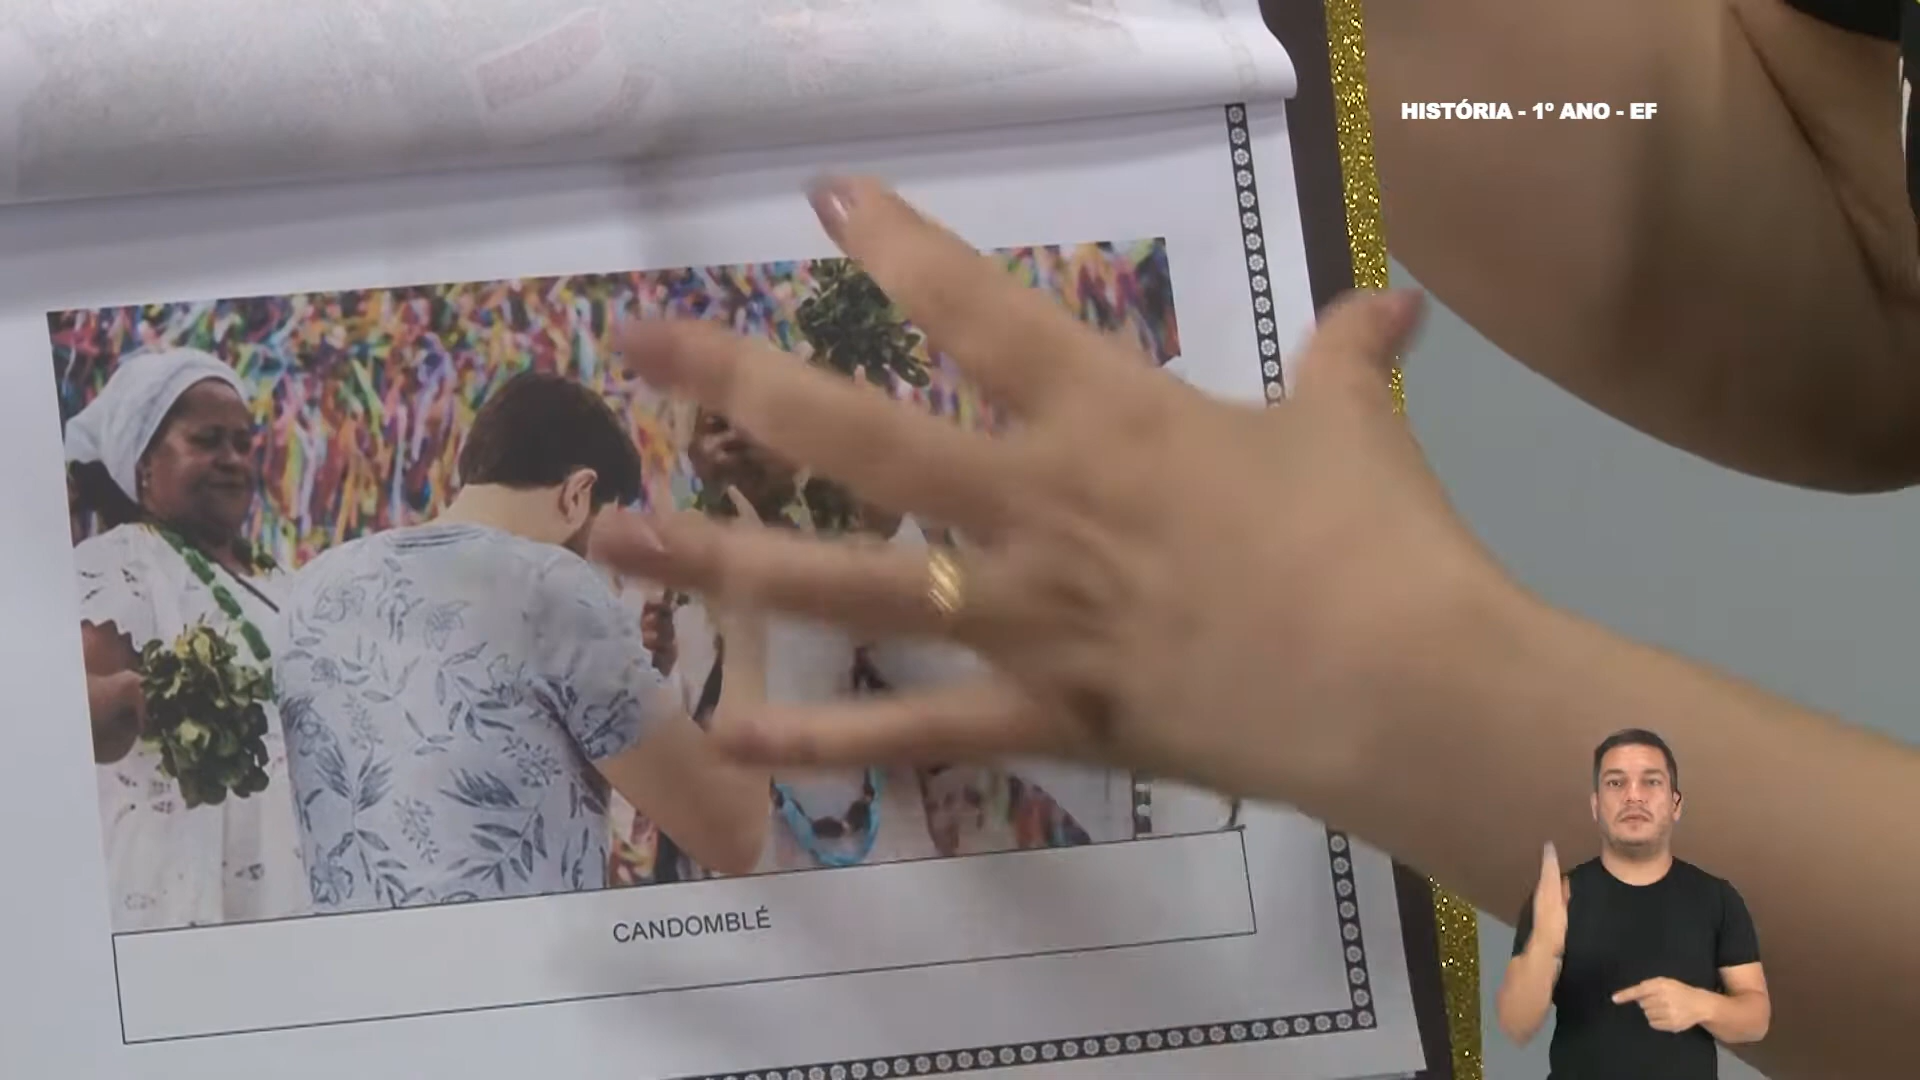 HISTÓRIA - 1º ANO - EF
CANDOMBLÉ